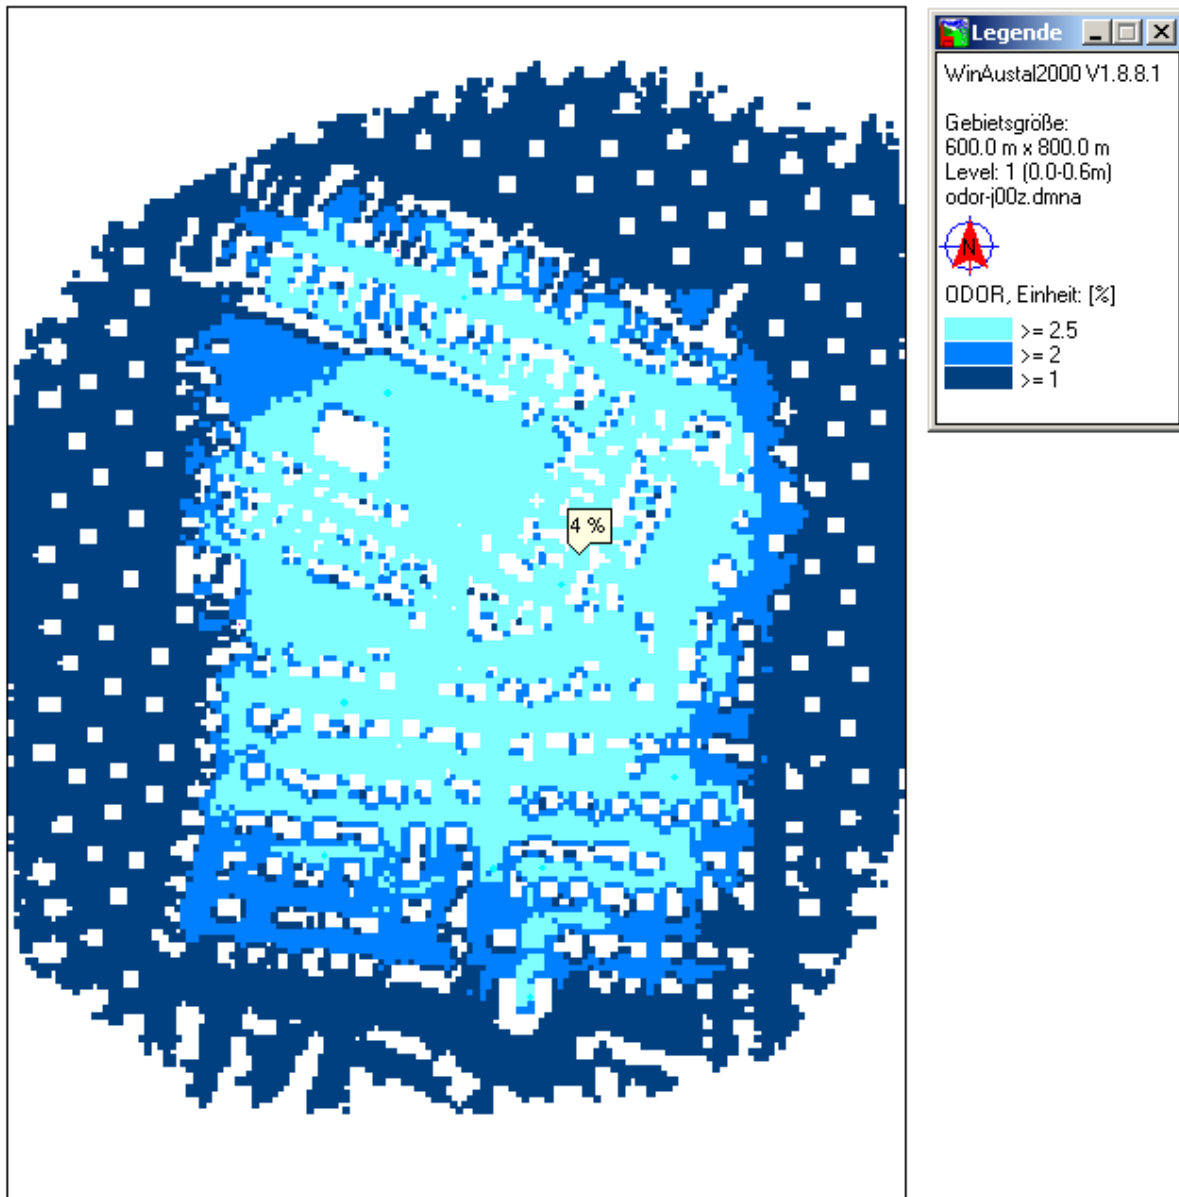 Legende
WinAustal2000 V1.8.8.1
Gebietsgröße:
600.0 m x 800.0 m
Level: 1 (0.0-0.6m)
odor-j00z.dmna
N
ODOR, Einheit: [%]
>= 2.5
>= 2
>= 1
4 %